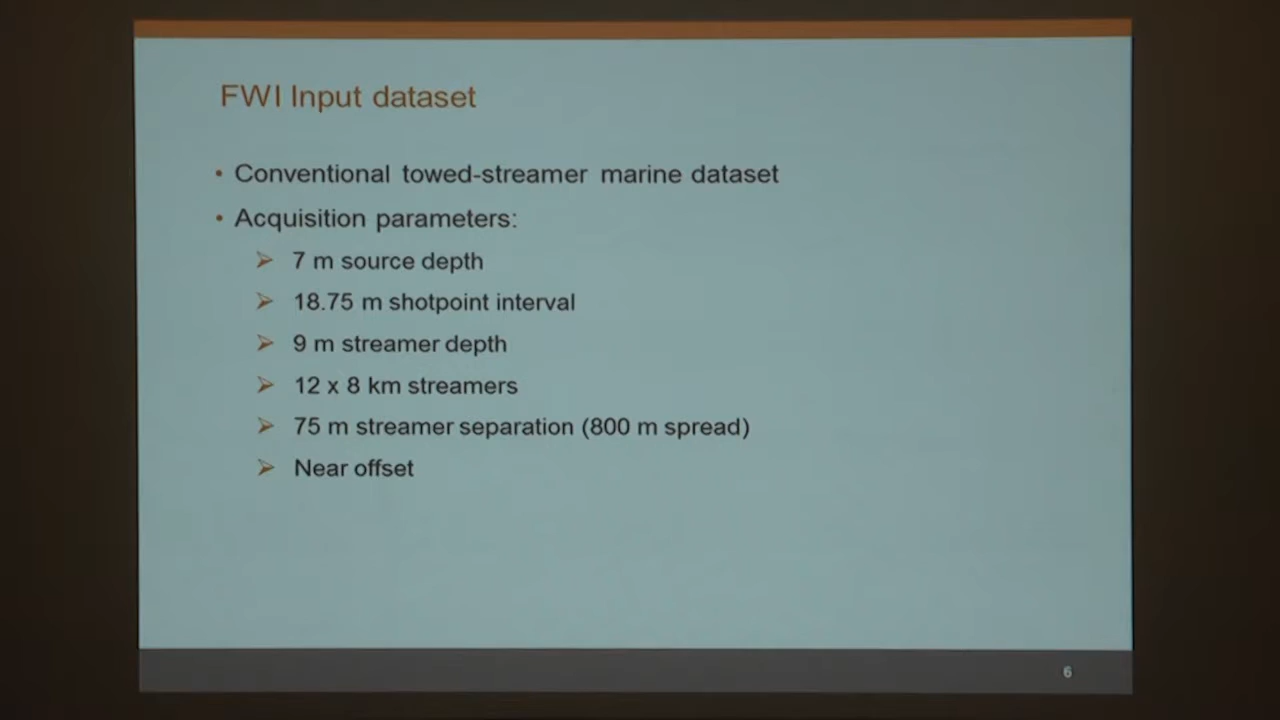 FWI Input dataset
• Conventional towed-streamer marine dataset
• Acquisition parameters:
➢ 7 m source depth
➢ 18.75 m shotpoint interval
➢ 9 m streamer depth
➢ 12 x 8 km streamers
➢ 75 m streamer separation (800 m spread)
➢ Near offset
6